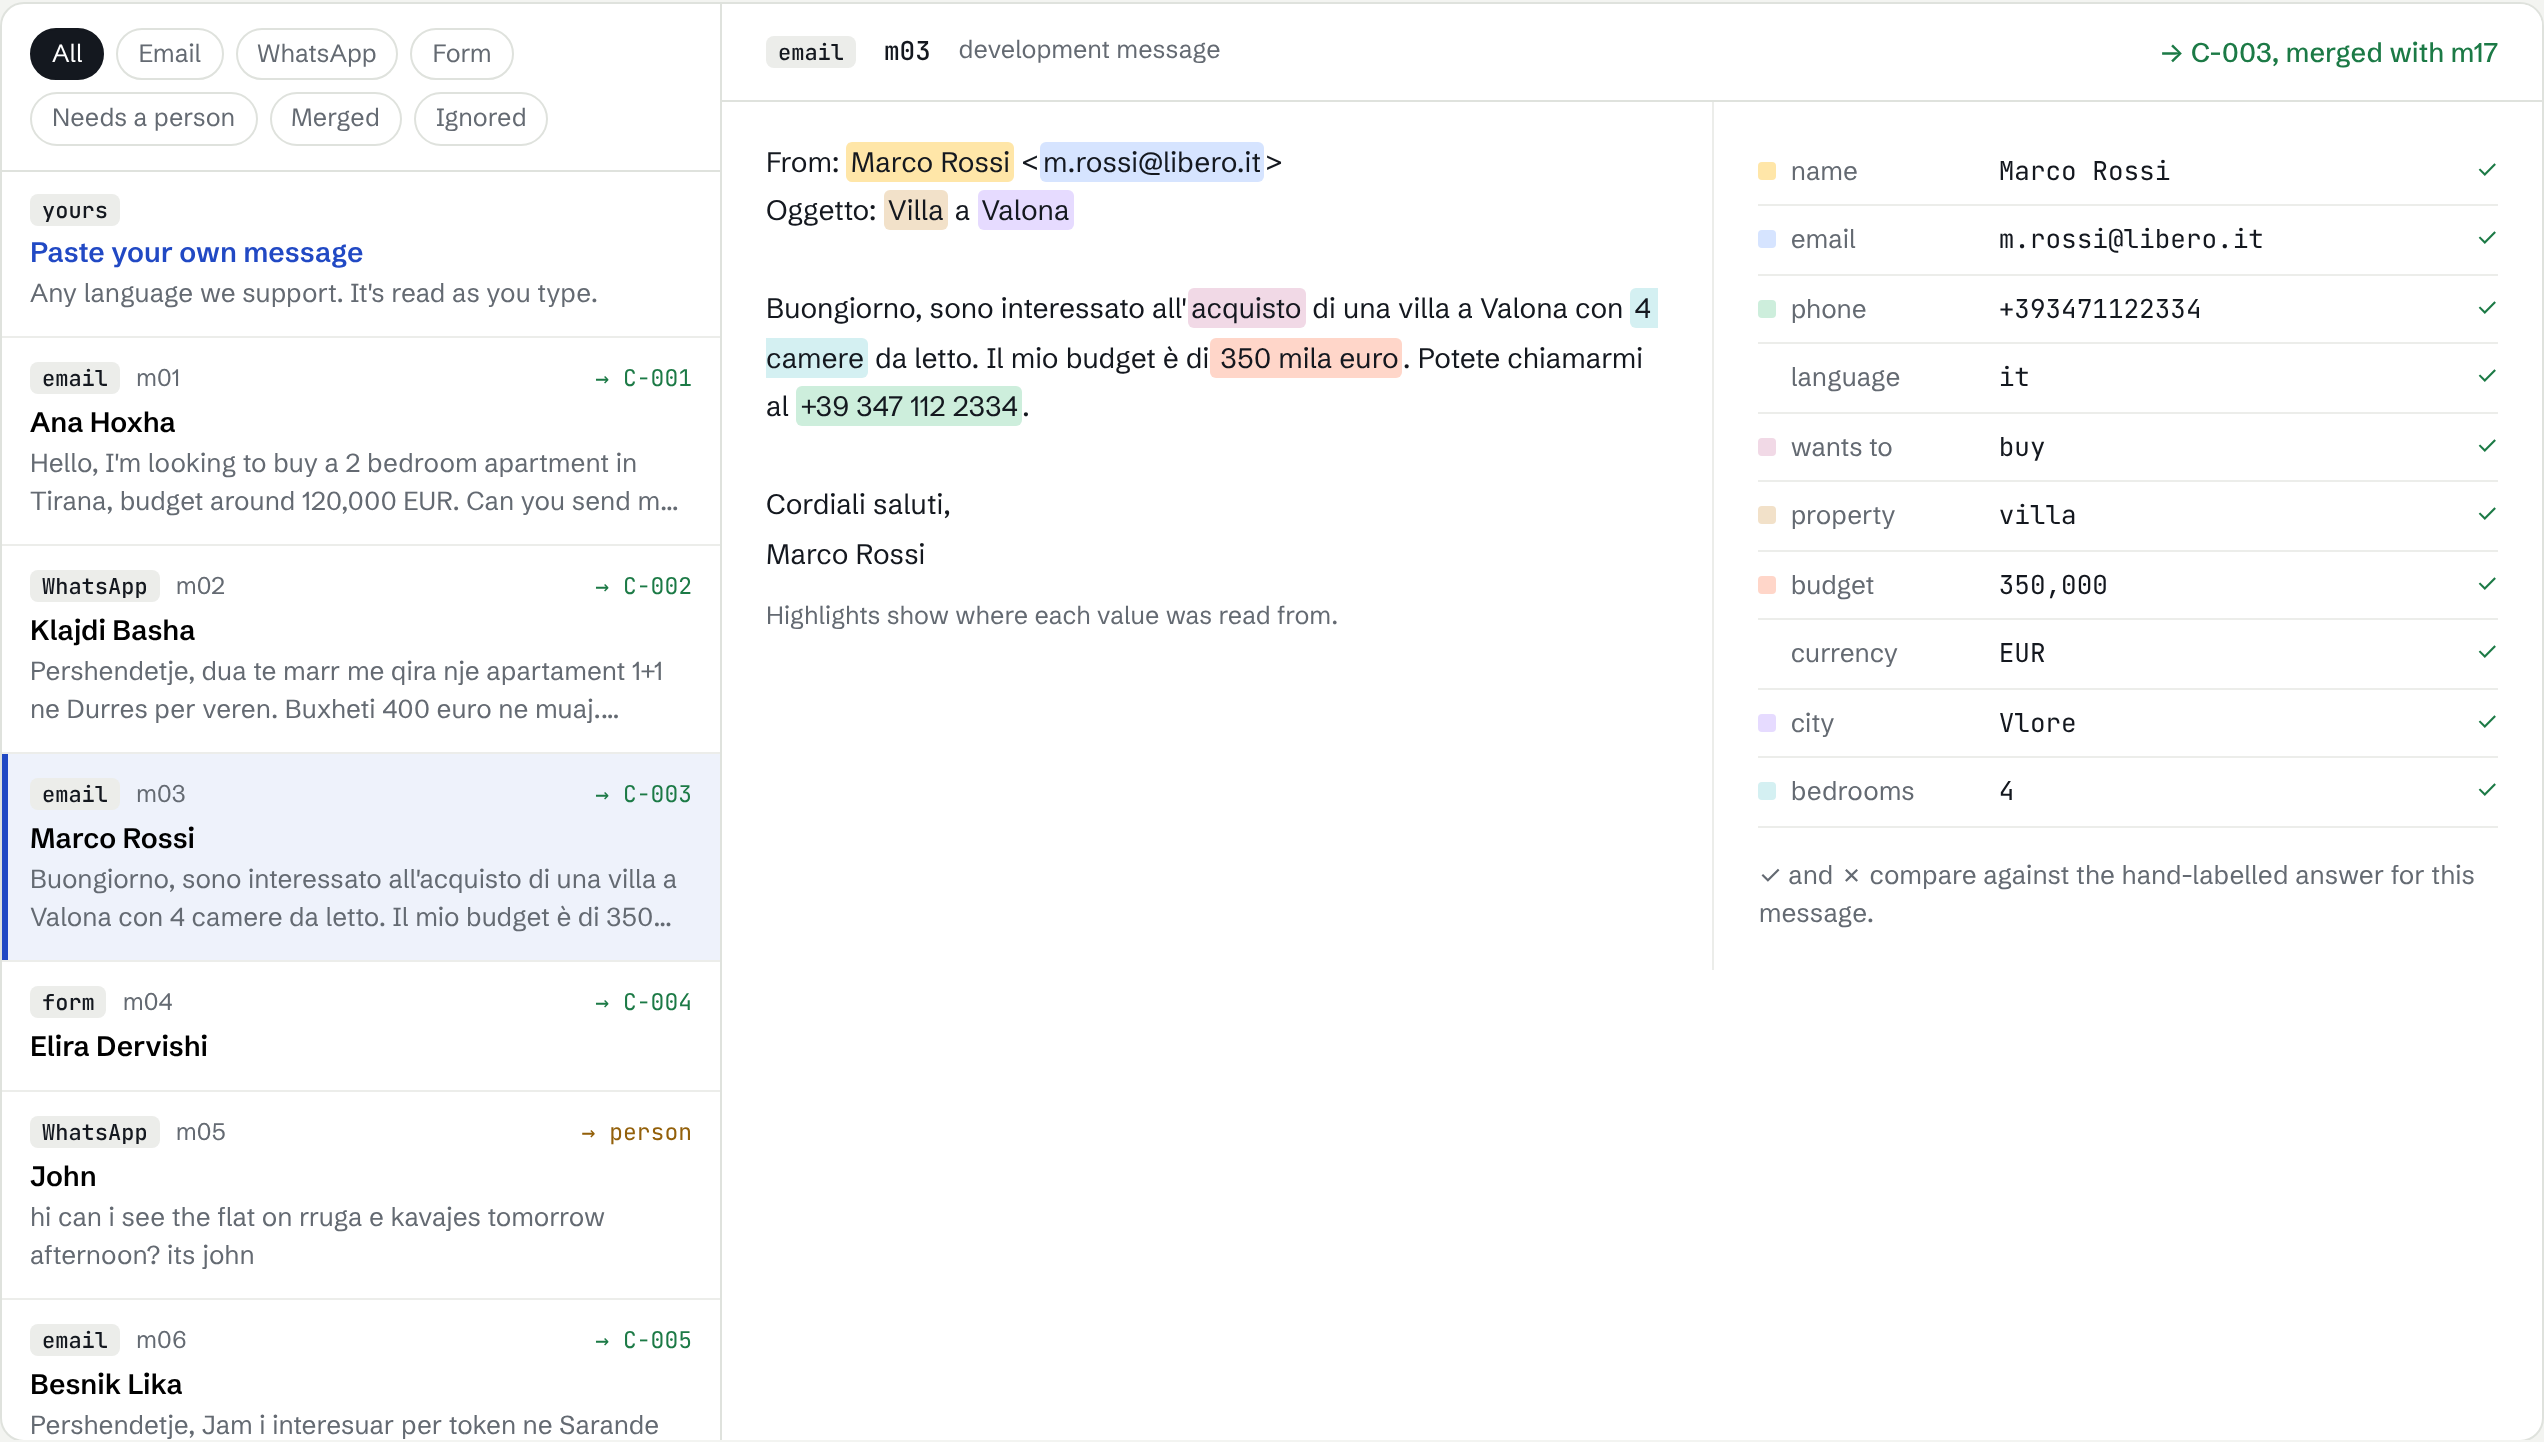 All
Email
WhatsApp
Form
Needs a person
Merged
Ignored
yours
Paste your own message
Any language we support. It's read as you type.
email m01 → C-001
Ana Hoxha
Hello, I'm looking to buy a 2 bedroom apartment in
Tirana, budget around 120,000 EUR. Can you send m...
WhatsApp m02 → C-002
Klajdi Basha
Pershendetje, dua te marr me qira nje apartament 1+1
ne Durres per veren. Buxheti 400 euro ne muaj....
email m03 → C-003
Marco Rossi
Buongiorno, sono interessato all'acquisto di una villa a
Valona con 4 camere da letto. Il mio budget è di 350...
form m04 → C-004
Elira Dervishi
WhatsApp m05 → person
John
hi can i see the flat on rruga e kavajes tomorrow
afternoon? its john
email m06 → C-005
Besnik Lika
Pershendetje, Jam i interesuar per token ne Sarande
email m03 development message → C-003, merged with m17
From: Marco Rossi <m.rossi@libero.it>
Oggetto: Villa a Valona
Buongiorno, sono interessato all'acquisto di una villa a Valona con 4
camere da letto. Il mio budget è di 350 mila euro. Potete chiamarmi
al +39 347 112 2334.
Cordiali saluti,
Marco Rossi
Highlights show where each value was read from.
name Marco Rossi ✓
email m.rossi@libero.it ✓
phone +393471122334 ✓
language it ✓
wants to buy ✓
property villa ✓
budget 350,000 ✓
currency EUR ✓
city Vlore ✓
bedrooms 4 ✓
✓ and × compare against the hand-labelled answer for this
message.